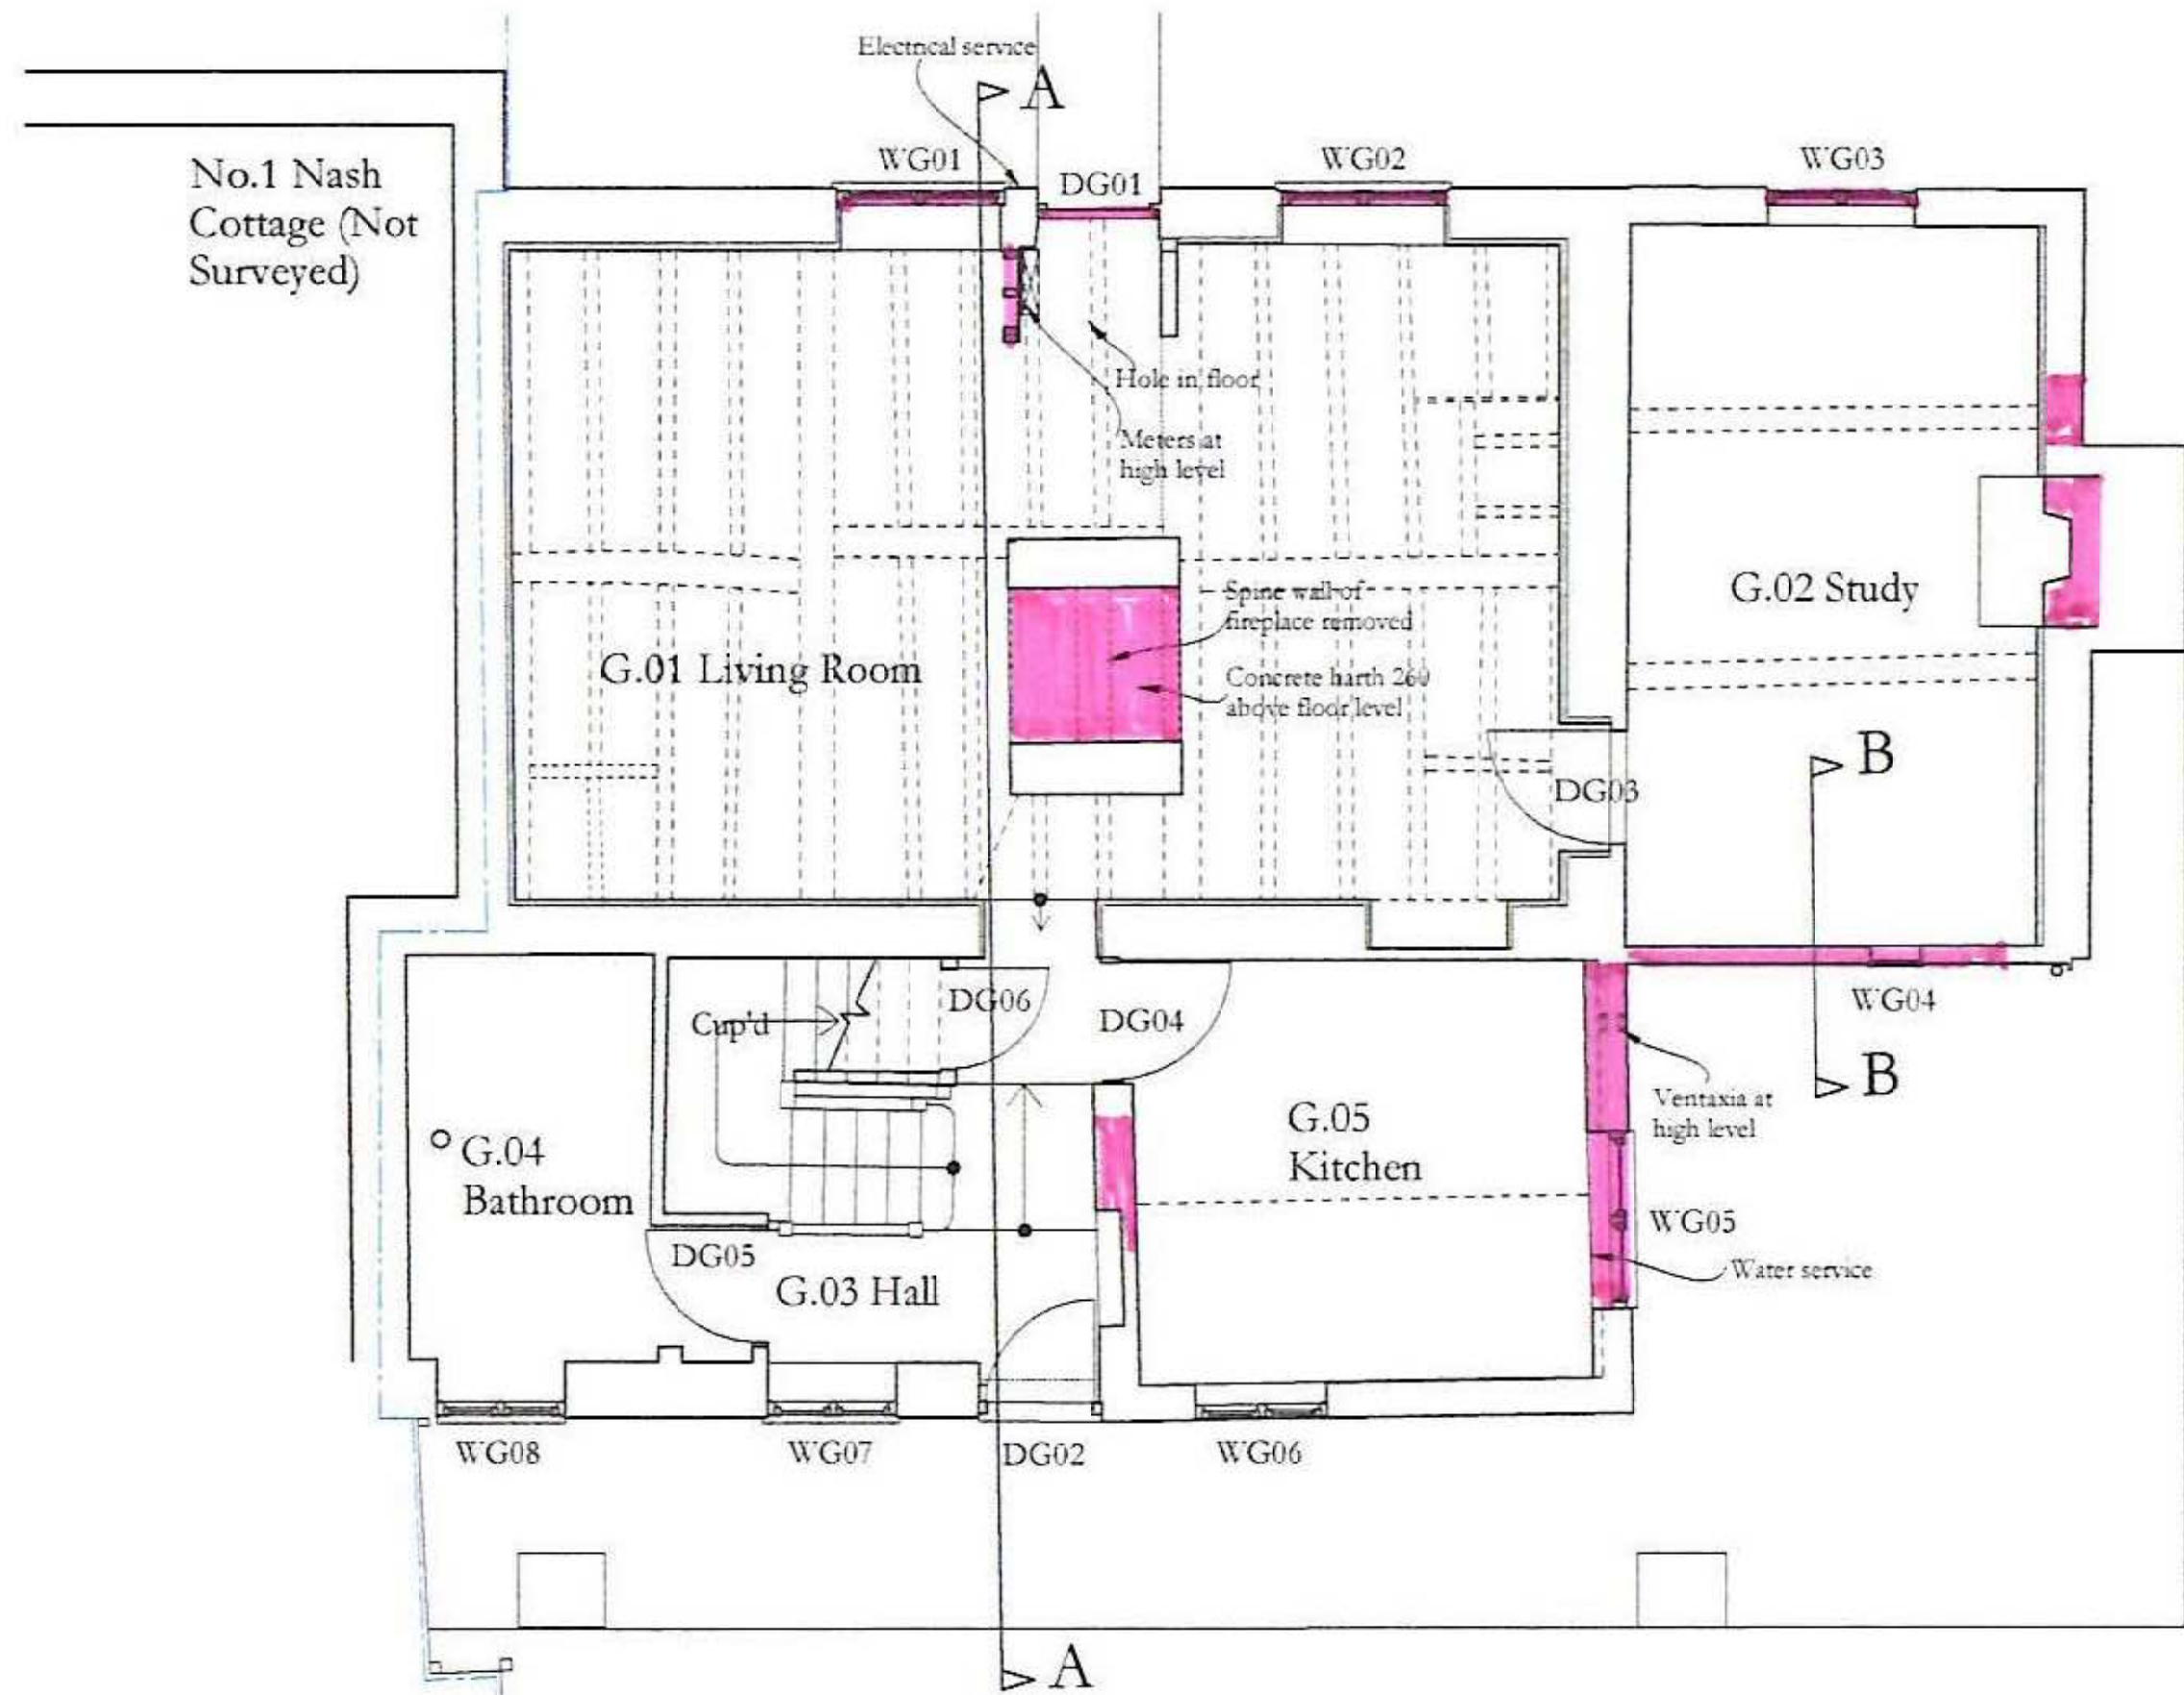 Electrical service
A
WG01
DG01
WG02
WG03
No.1 Nash
Cottage (Not
Surveyed)
Hole in floor
Meters at
high level
Spine wall of
fireplace removed
G.02 Study
G.01 Living Room
Concrete harth 260
above floor level
B
DG03
DG06
Cup'd
DG04
WG04
B
Ventaxia at
high level
G.05
Kitchen
G.04
Bathroom
WG05
DG05
Water service
G.03 Hall
WG08
WG07
DG02
WG06
A